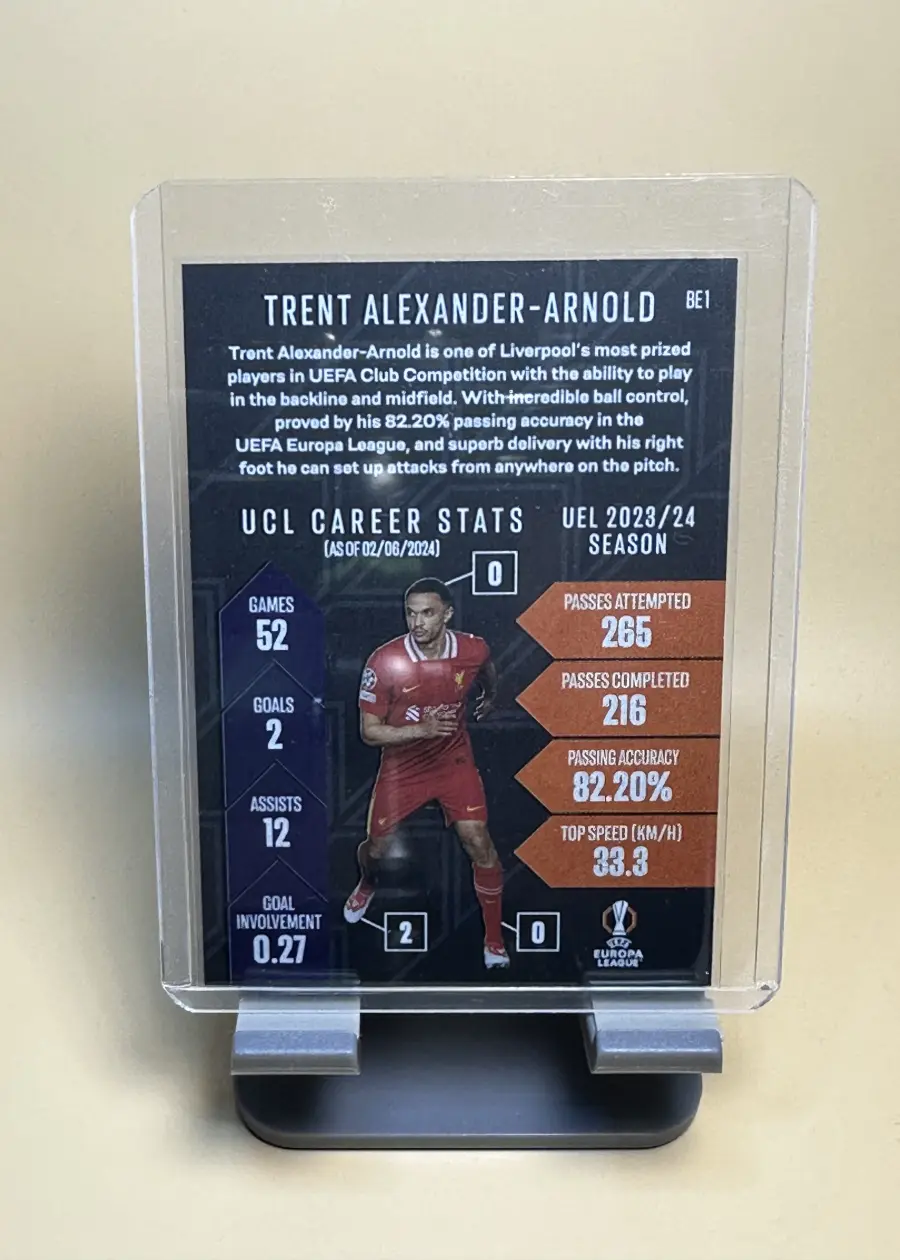 TRENT ALEXANDER-ARNOLD
BE1
Trent Alexander-Arnold is one of Liverpool's most prized
players in UEFA Club Competition with the ability to play
in the backline and midfield. With incredible ball control,
proved by his 82.20% passing accuracy in the
UEFA Europa League, and superb delivery with his right
foot he can set up attacks from anywhere on the pitch.
UCL CAREER STATS
(AS OF 02/06/2024)
GAMES
52
GOALS
2
ASSISTS
12
GOAL
INVOLVEMENT
0.27
0
2
0
UEL 2023/24
SEASON
PASSES ATTEMPTED
265
PASSES COMPLETED
216
PASSING ACCURACY
82.20%
TOP SPEED (KM/H)
33.3
UEFA
EUROPA
LEAGUE